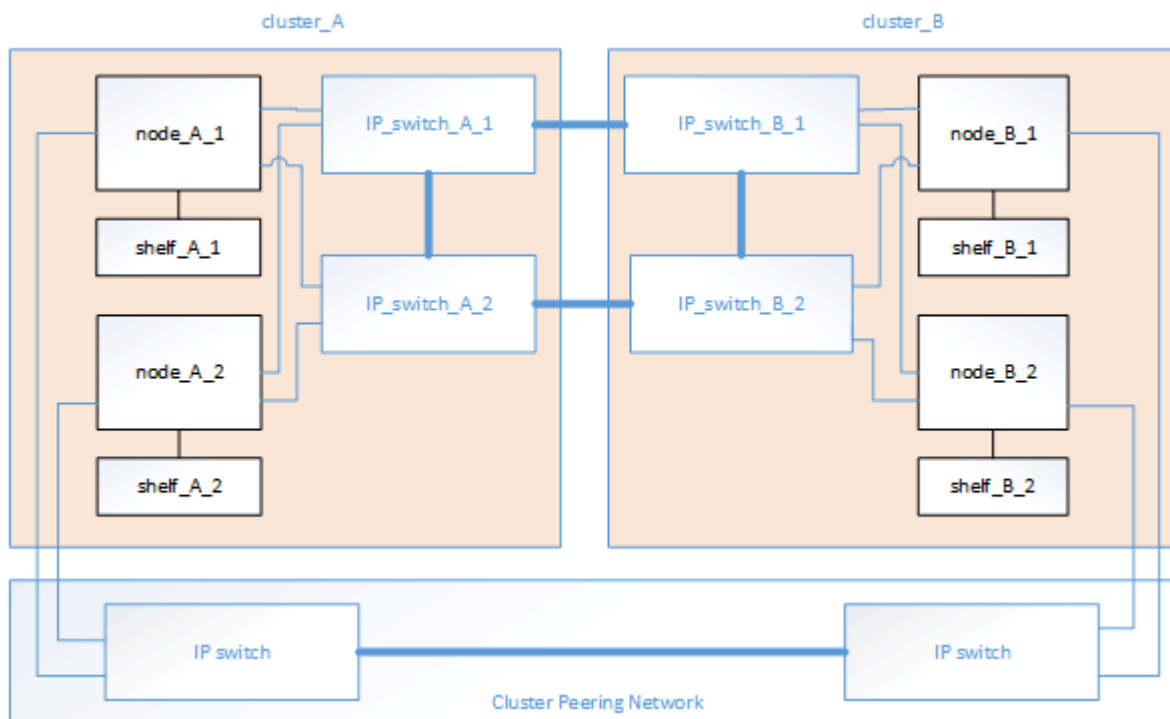 cluster_A
cluster_B
node_A_1
IP_switch_A_1
IP_switch_B_1
node_B_1
shelf_A_1
shelf_B_1
IP_switch_A_2
IP_switch_B_2
node_A_2
node_B_2
shelf_A_2
shelf_B_2
IP switch
IP switch
Cluster Peering Network